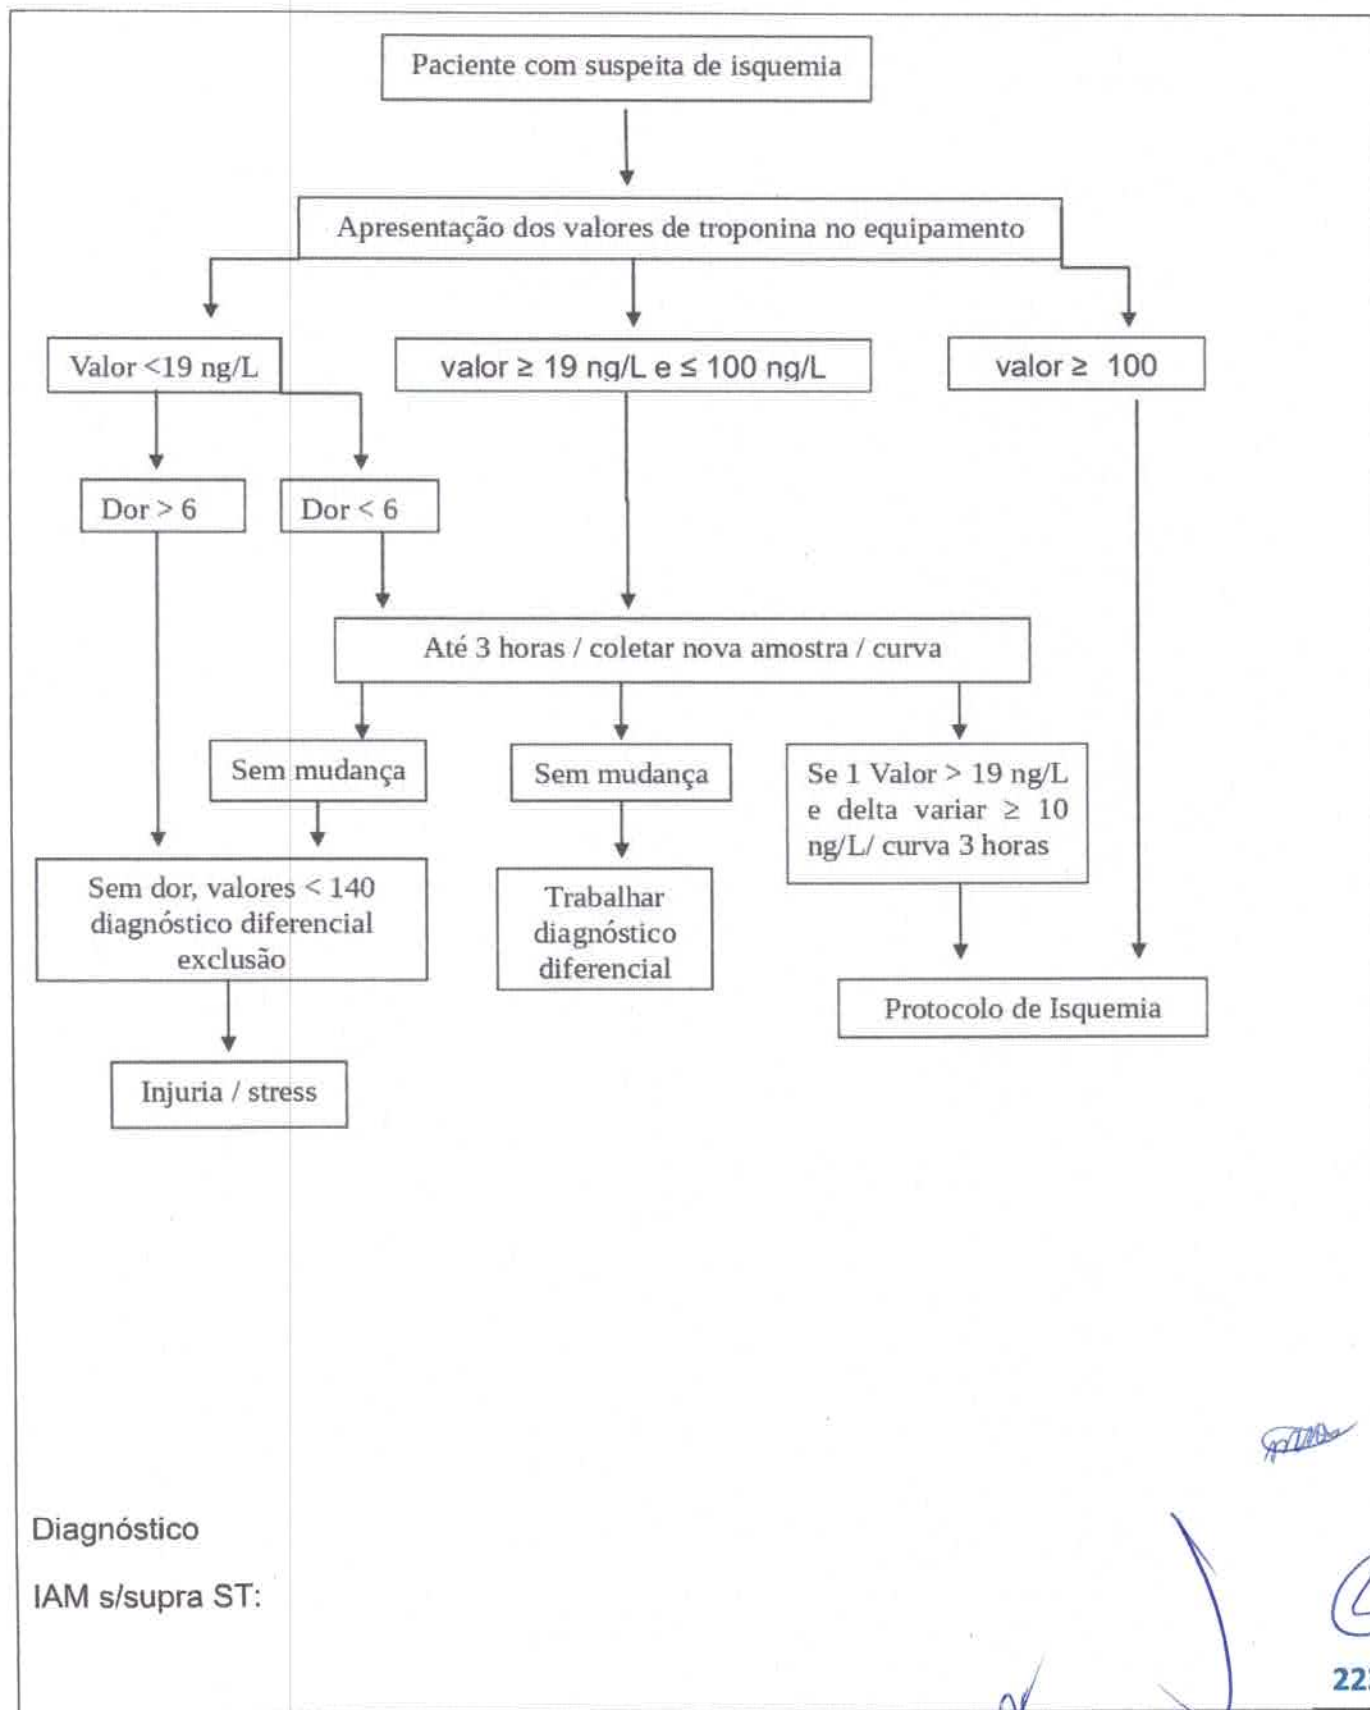 Paciente com suspeita de isquemia
Apresentação dos valores de troponina no equipamento
Valor <19 ng/L
valor ≥ 19 ng/L e ≤ 100 ng/L
valor ≥ 100
Dor > 6
Dor < 6
Até 3 horas / coletar nova amostra / curva
Sem mudança
Sem mudança
Se 1 Valor > 19 ng/L
e delta variar ≥ 10
ng/L/ curva 3 horas
Sem dor, valores < 140
diagnóstico diferencial
exclusão
Trabalhar
diagnóstico
diferencial
Protocolo de Isquemia
Injuria / stress
Diagnóstico
IAM s/supra ST: